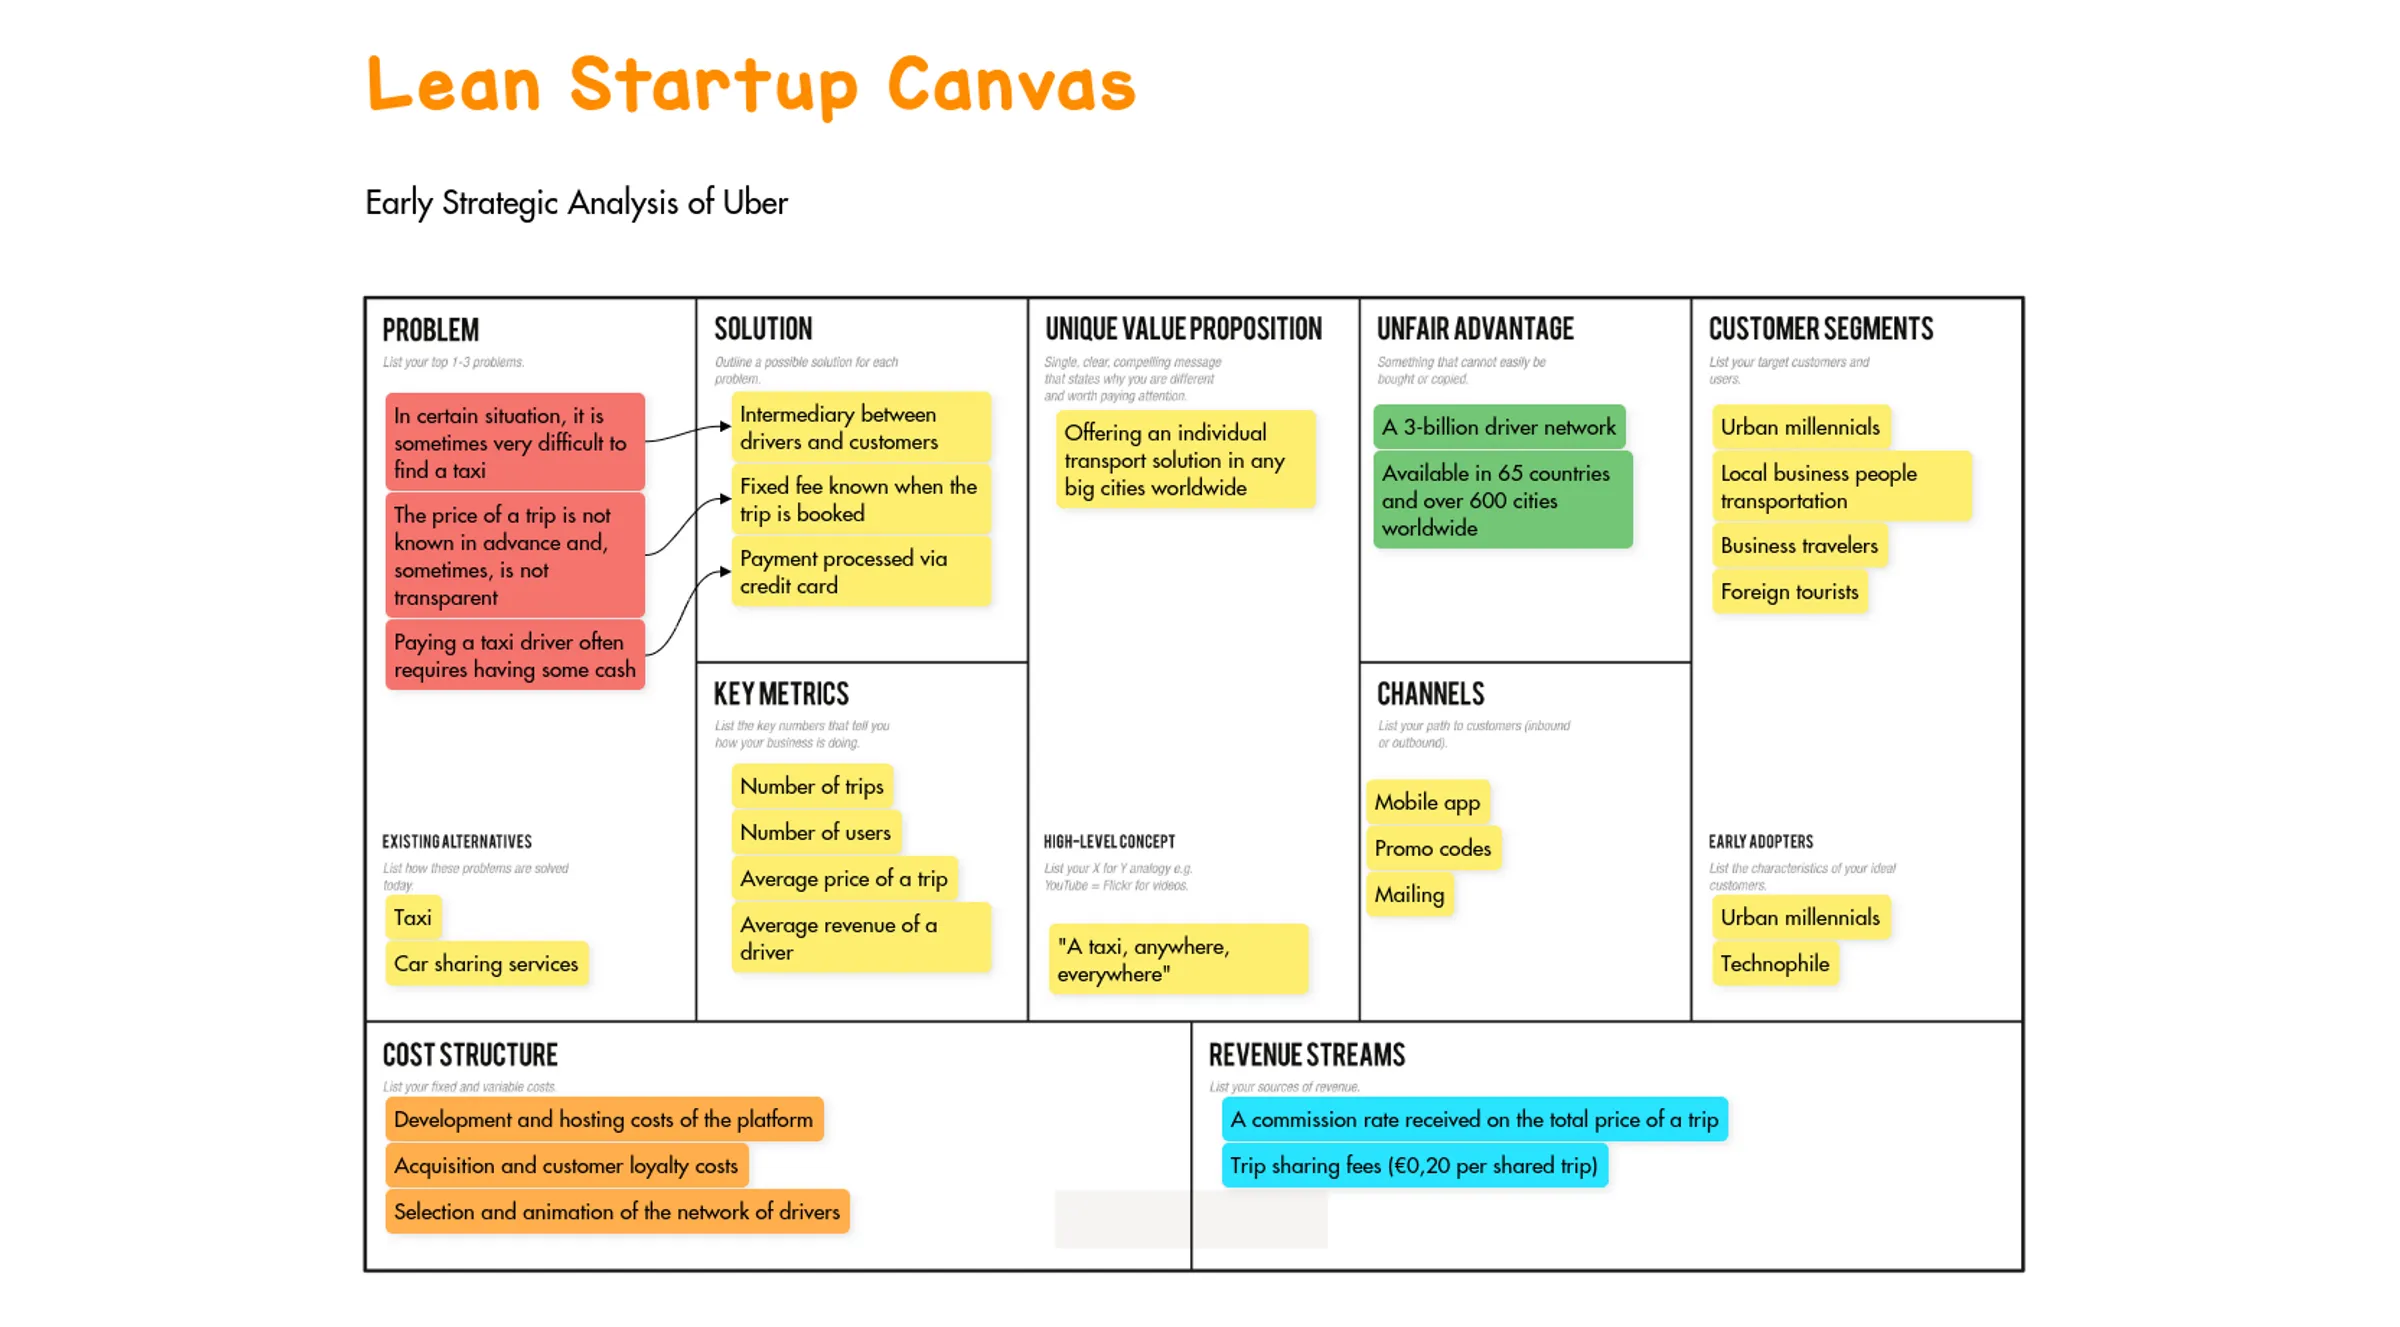 Lean Startup Canvas
Early Strategic Analysis of Uber
PROBLEM
List your top 1-3 problems.
In certain situation, it is
sometimes very difficult to
find a taxi
The price of a trip is not
known in advance and,
sometimes, is not
transparent
Paying a taxi driver often
requires having some cash
EXISTING ALTERNATIVES
List how these problems are solved
today.
Taxi
Car sharing services
SOLUTION
Outline a possible solution for each
problem.
Intermediary between
drivers and customers
Fixed fee known when the
trip is booked
Payment processed via
credit card
KEY METRICS
List the key numbers that tell you
how your business is doing.
Number of trips
Number of users
Average price of a trip
Average revenue of a
driver
UNIQUE VALUE PROPOSITION
Single, clear, compelling message
that states why you are different
and worth paying attention.
Offering an individual
transport solution in any
big cities worldwide
HIGH-LEVEL CONCEPT
List your X for Y analogy e.g.
YouTube = Flickr for videos.
"A taxi, anywhere,
everywhere"
UNFAIR ADVANTAGE
Something that cannot easily be
bought or copied.
A 3-billion driver network
Available in 65 countries
and over 600 cities
worldwide
CHANNELS
List your path to customers (inbound
or outbound).
Mobile app
Promo codes
Mailing
CUSTOMER SEGMENTS
List your target customers and
users.
Urban millennials
Local business people
transportation
Business travelers
Foreign tourists
EARLY ADOPTERS
List the characteristics of your ideal
customers.
Urban millennials
Technophile
COST STRUCTURE
List your fixed and variable costs.
Development and hosting costs of the platform
Acquisition and customer loyalty costs
Selection and animation of the network of drivers
REVENUE STREAMS
List your sources of revenue.
A commission rate received on the total price of a trip
Trip sharing fees (€0,20 per shared trip)